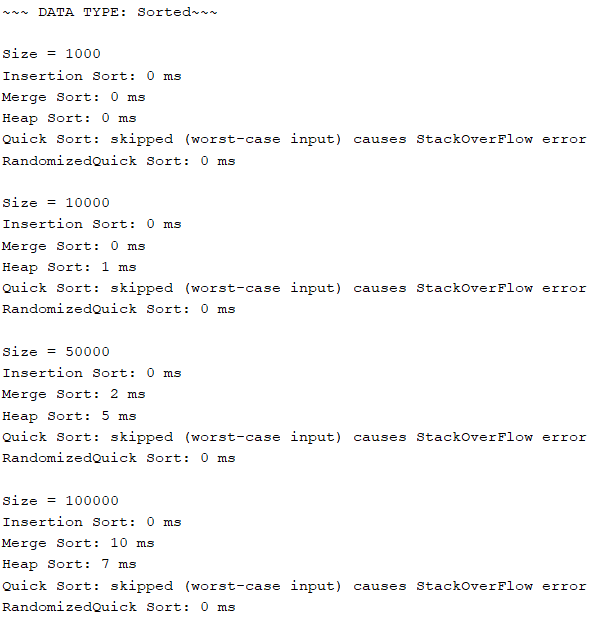 ~~~ DATA TYPE: Sorted~~~
Size = 1000
Insertion Sort: 0 ms
Merge Sort: 0 ms
Heap Sort: 0 ms
Quick Sort: skipped (worst-case input) causes StackOverFlow error
RandomizedQuick Sort: 0 ms
Size = 10000
Insertion Sort: 0 ms
Merge Sort: 0 ms
Heap Sort: 1 ms
Quick Sort: skipped (worst-case input) causes StackOverFlow error
RandomizedQuick Sort: 0 ms
Size = 50000
Insertion Sort: 0 ms
Merge Sort: 2 ms
Heap Sort: 5 ms
Quick Sort: skipped (worst-case input) causes StackOverFlow error
RandomizedQuick Sort: 0 ms
Size = 100000
Insertion Sort: 0 ms
Merge Sort: 10 ms
Heap Sort: 7 ms
Quick Sort: skipped (worst-case input) causes StackOverFlow error
RandomizedQuick Sort: 0 ms